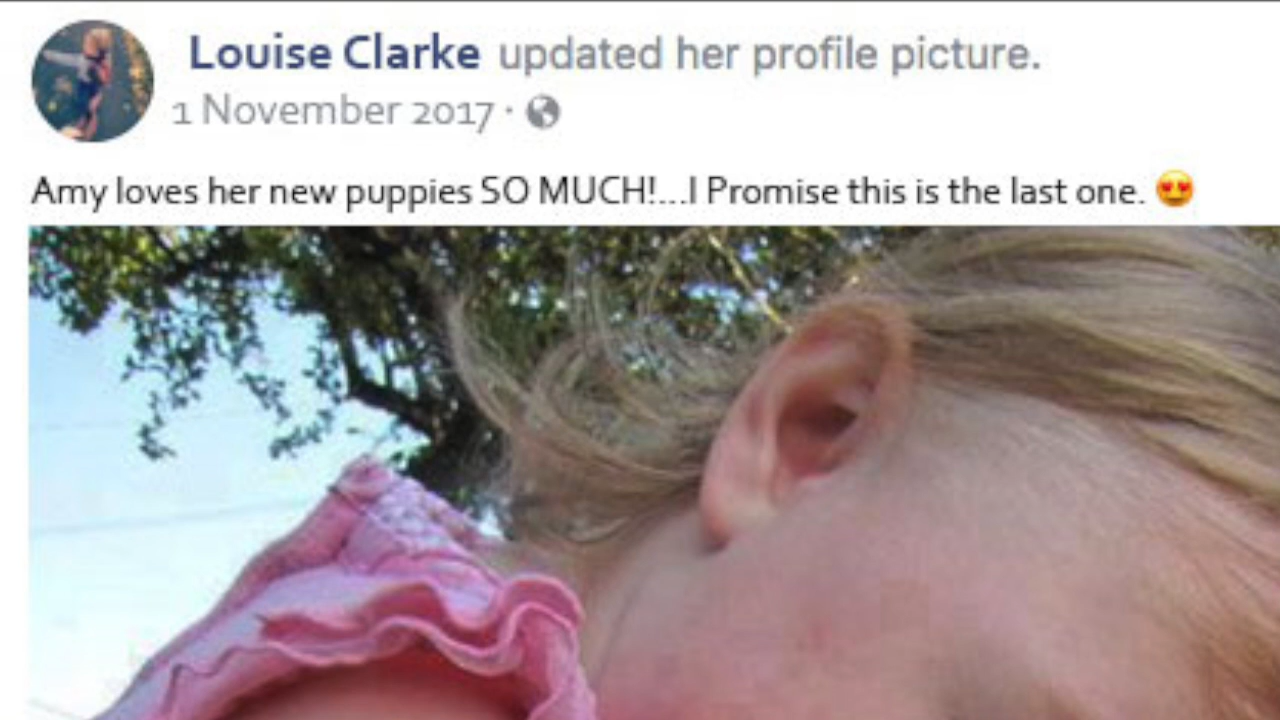 Louise Clarke updated her profile picture.
1 November 2017 ·
Amy loves her new puppies SO MUCH!...I Promise this is the last one. 😍